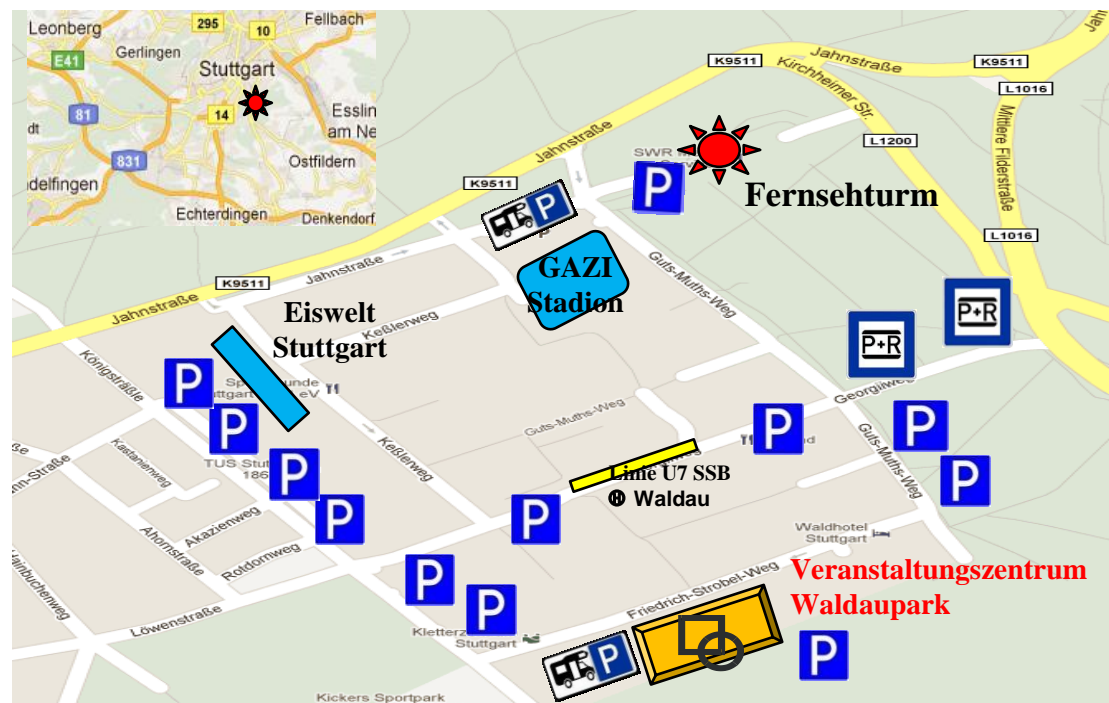 Leonberg
295
10
Fellbach
E41
Gerlingen
Stuttgart
81
14
Esslin
am Ne
dt
831
Ostfildern
delfingen
Echterdingen
Denkendorf
Jahnstraße
K9511
Jahnstraße
K9511
Kirchheimer Str.
L1016
L1200
Mittlere Filderstraße
L1016
SWR
P
Fernsehturm
K9511
P
Jahnstraße
GAZI
Stadion
Guts-Muths-Weg
K9511
Jahnstraße
Eiswelt
Stuttgart
Keßlerweg
P+R
P+R
Königsträßle
P
P
Georgiiweg
P
P
Guts-Muths-Weg
Guts-Muths-Weg
Kastanienweg
TUS
P
Keßlerweg
Linie U7 SSB
Waldau
P
P
P
Akazienweg
Ahornstraße
Rotdornweg
Hainbuchenweg
Löwenstraße
Waldhotel
Stuttgart
P
P
Friedrich-Strobel-Weg
Veranstaltungszentrum
Waldaupark
Stuttgart
P
P
Kickers Sportpark